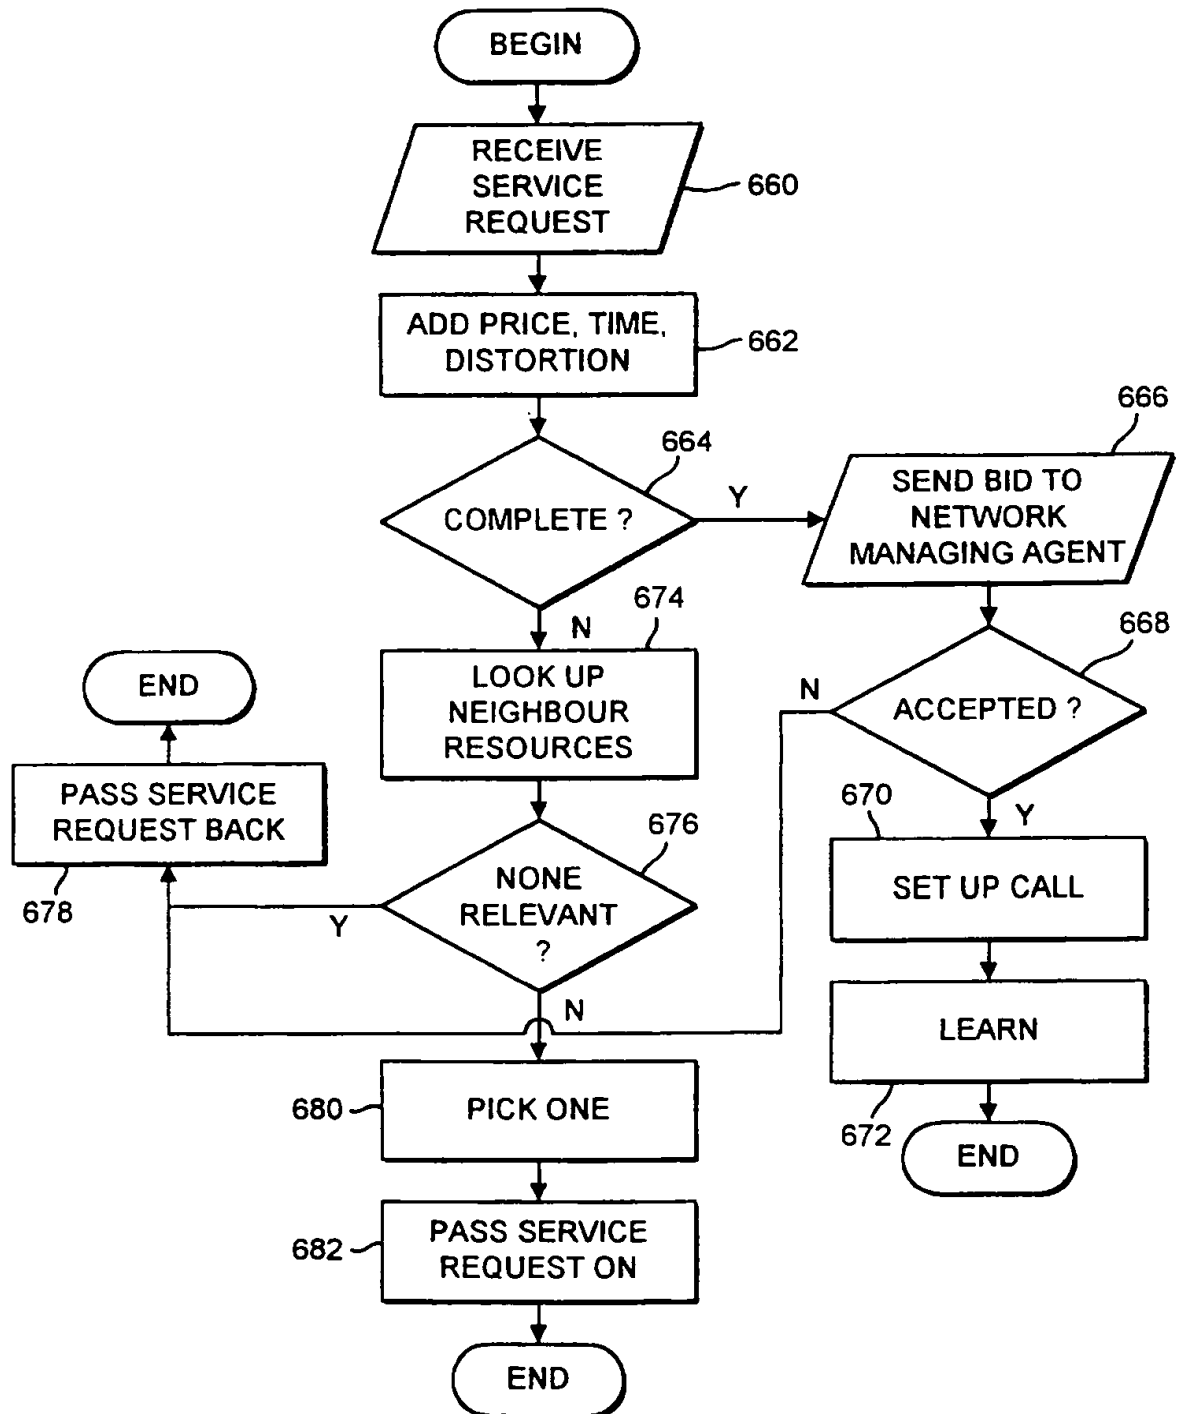 BEGIN
RECEIVE
SERVICE
REQUEST
660
ADD PRICE, TIME,
DISTORTION
662
666
664
COMPLETE ?
Y
SEND BID TO
NETWORK
MANAGING AGENT
N
674
668
END
LOOK UP
NEIGHBOUR
RESOURCES
N
ACCEPTED ?
PASS SERVICE
REQUEST BACK
678
670
Y
676
NONE
RELEVANT
?
Y
SET UP CALL
N
LEARN
672
680
PICK ONE
END
682
PASS SERVICE
REQUEST ON
END